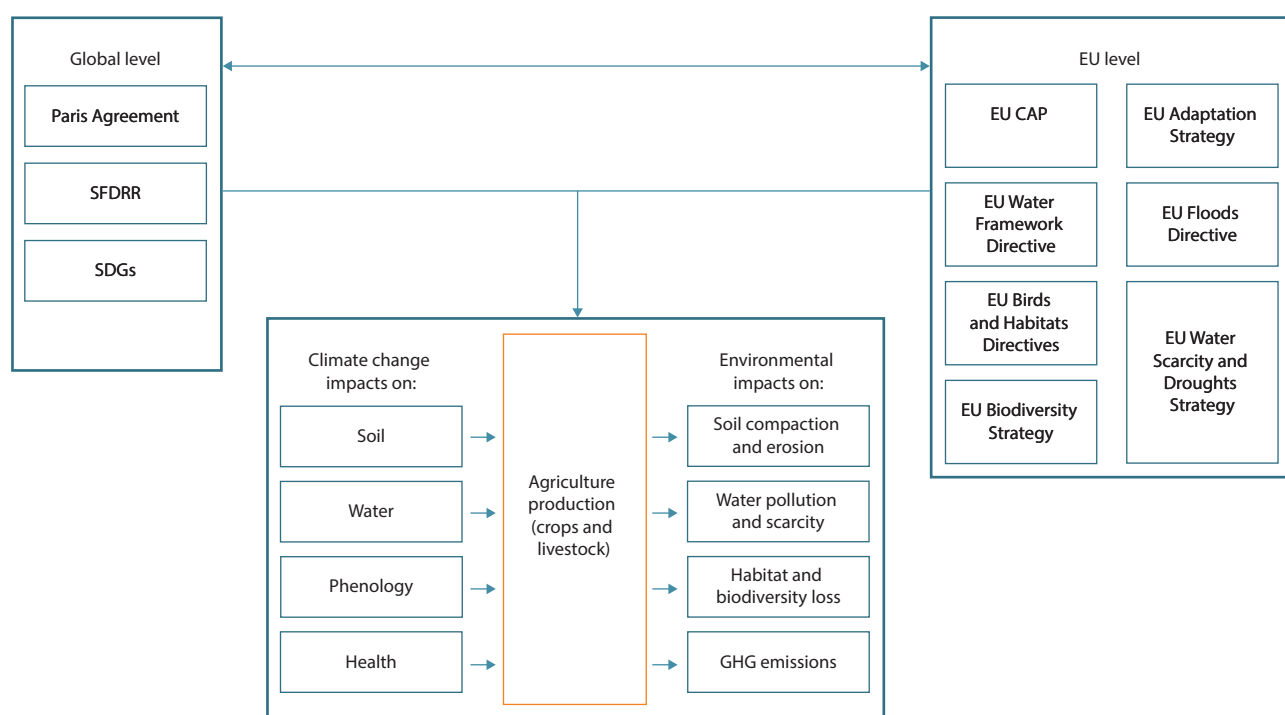 Global level
Paris Agreement
SFDRR
SDGs
EU level
EU CAP
EU Adaptation
Strategy
EU Water
Framework
Directive
EU Floods
Directive
EU Birds
and Habitats
Directives
EU Water
Scarcity and
Droughts
Strategy
EU Biodiversity
Strategy
Climate change
impacts on:
Soil
Water
Phenology
Health
Agriculture
production
(crops and
livestock)
Environmental
impacts on:
Soil compaction
and erosion
Water pollution
and scarcity
Habitat and
biodiversity loss
GHG emissions